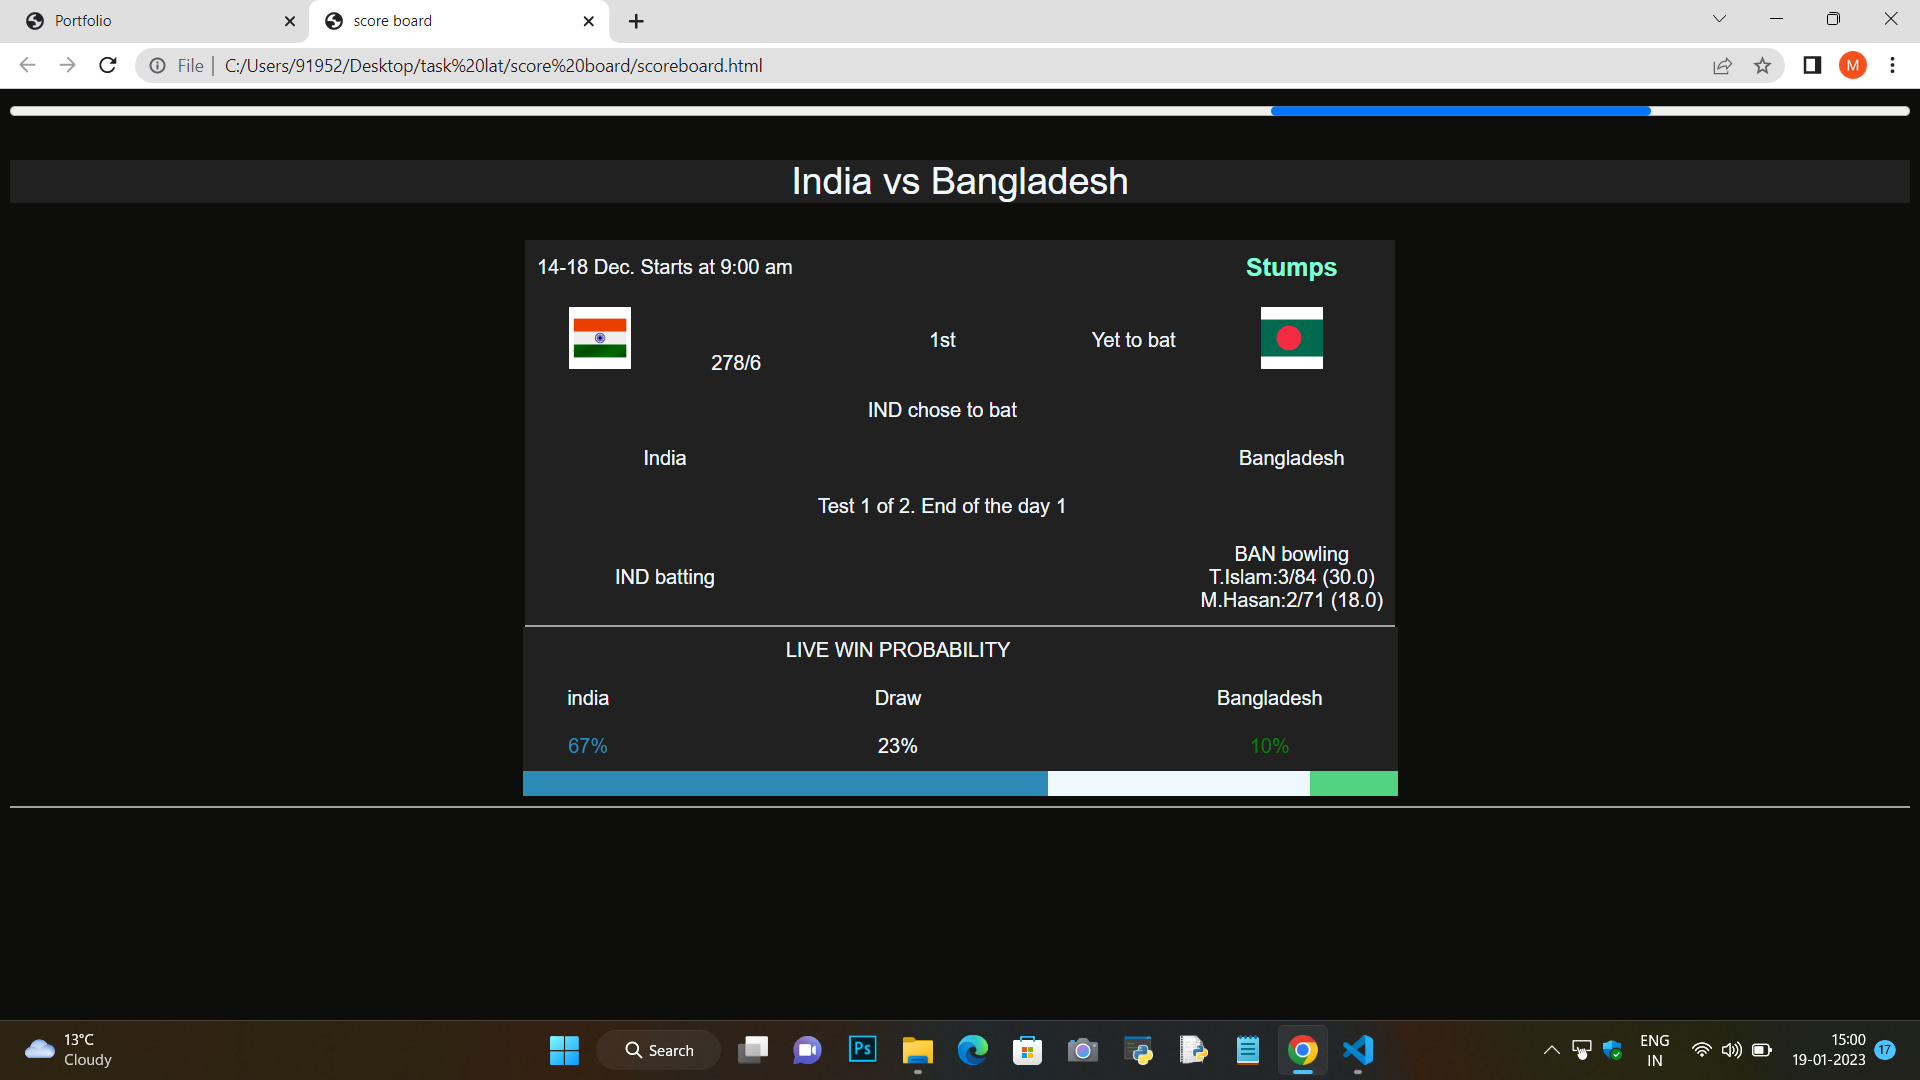 Portfolio
score board
File
C:/Users/91952/Desktop/task%20lat/score%20board/scoreboard.html
M
India vs Bangladesh
14-18 Dec. Starts at 9:00 am
Stumps
278/6
1st
Yet to bat
IND chose to bat
India
Bangladesh
Test 1 of 2. End of the day 1
IND batting
BAN bowling
T.Islam:3/84 (30.0)
M.Hasan:2/71 (18.0)
LIVE WIN PROBABILITY
india
Draw
Bangladesh
67%
23%
10%
13°C
Cloudy
Search
Ps
ENG
IN
15:00
19-01-2023
17